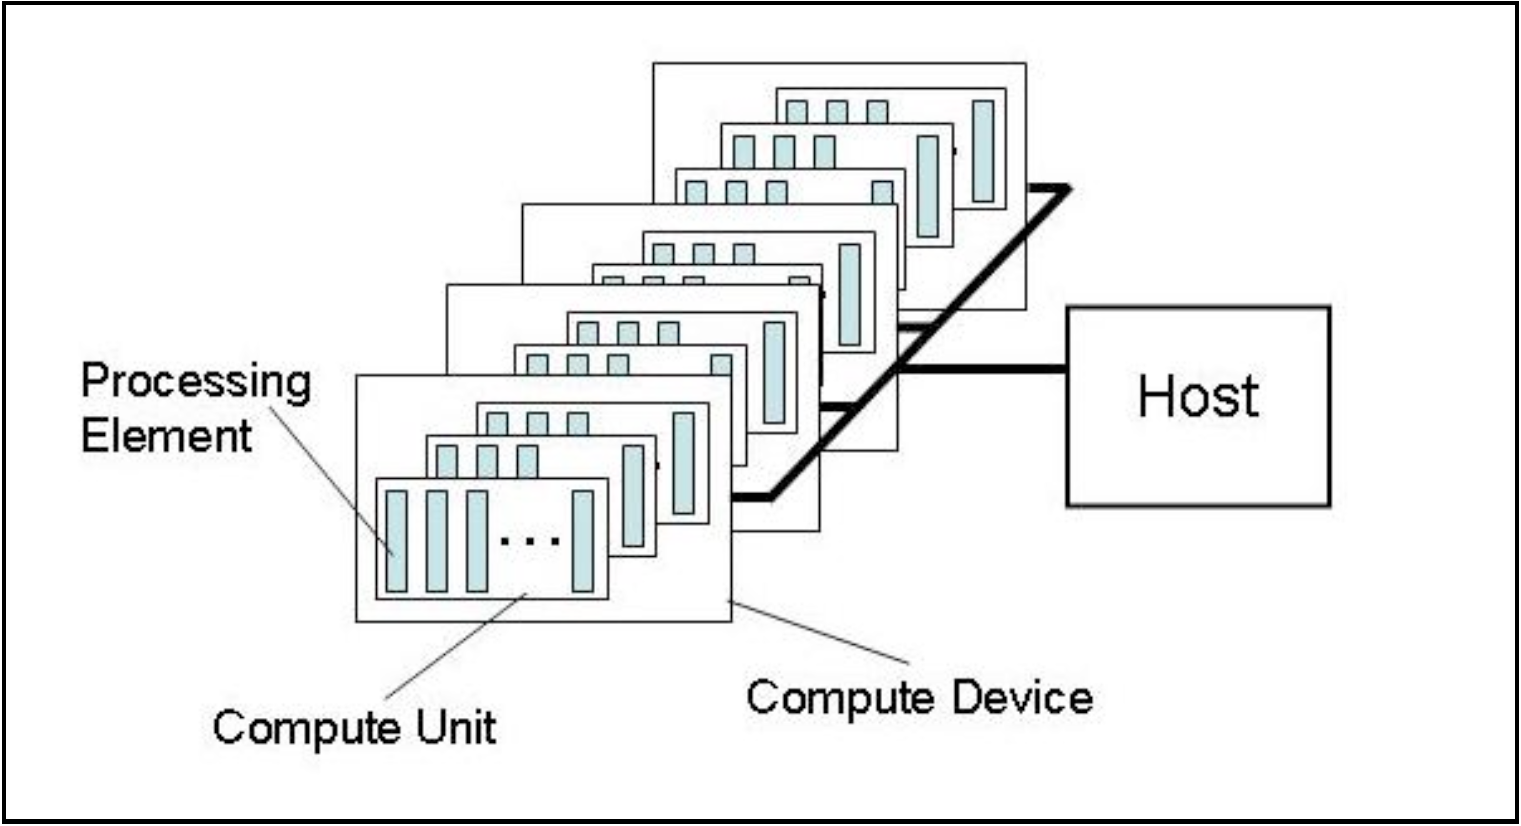 Processing
Element
Host
Compute Unit
Compute Device